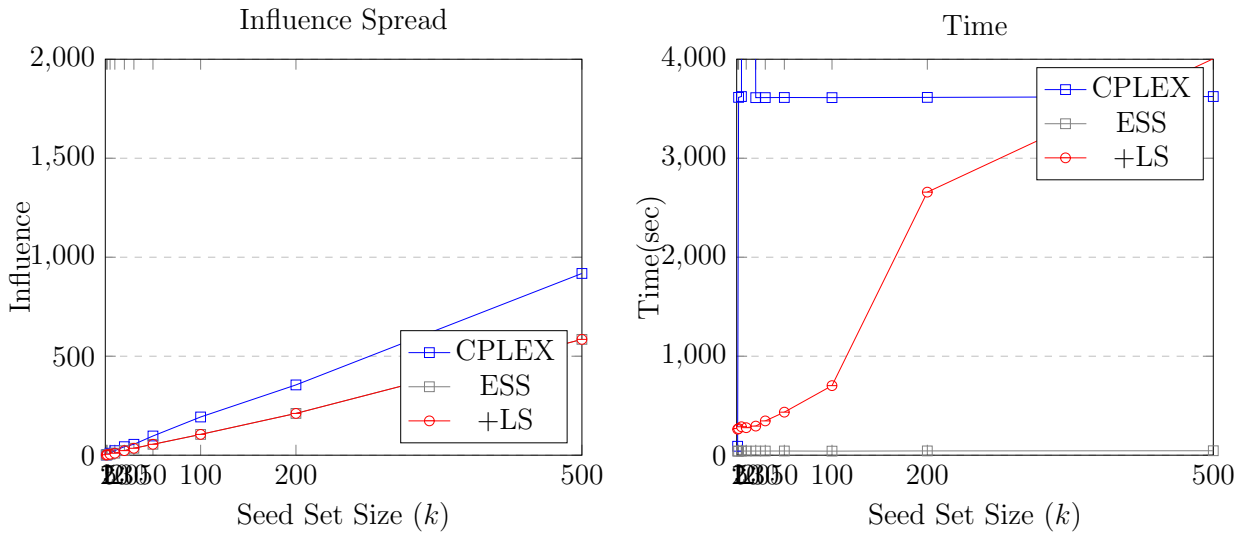 Influence Spread
2,000
1,500
1,000
500
0
Influence
100
200
500
Seed Set Size (k)
CPLEX
ESS
+LS
Time
4,000
3,000
2,000
1,000
0
Time(sec)
100
200
500
Seed Set Size (k)
CPLEX
ESS
+LS